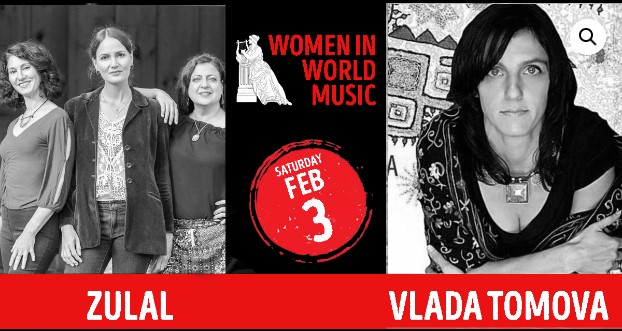 WOMEN IN
WORLD
MUSIC
SATURDAY
FEB
3
ZULAL
VLADA TOMOVA